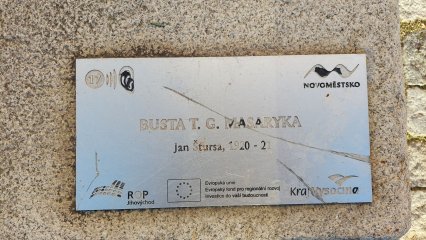 NOVOMĚSTSKO
BUSTA T. G. MASARYKA
jan Štursa, 1920 - 21
ROP
Jihovýchod
Evropská unie
Evropský fond pro regionální rozvoj
Investice do vaší budoucnosti
Kraj Vysočina